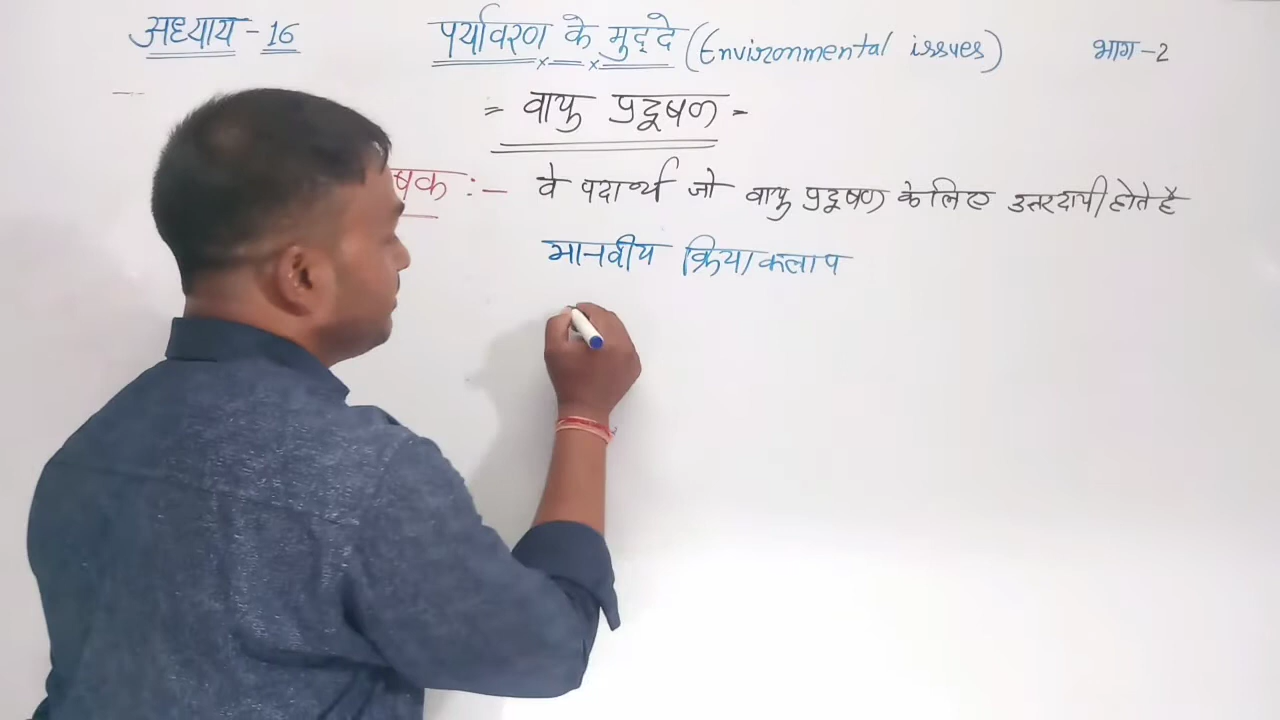 अध्याय - 16 पर्यावरण के मुद्दे (Environmental issues) भाग-2
= वायु प्रदूषण -
षक :- वे पदार्थ जो वायु प्रदूषण के लिए उत्तरदायी होते है
मानवीय क्रियाकलाप